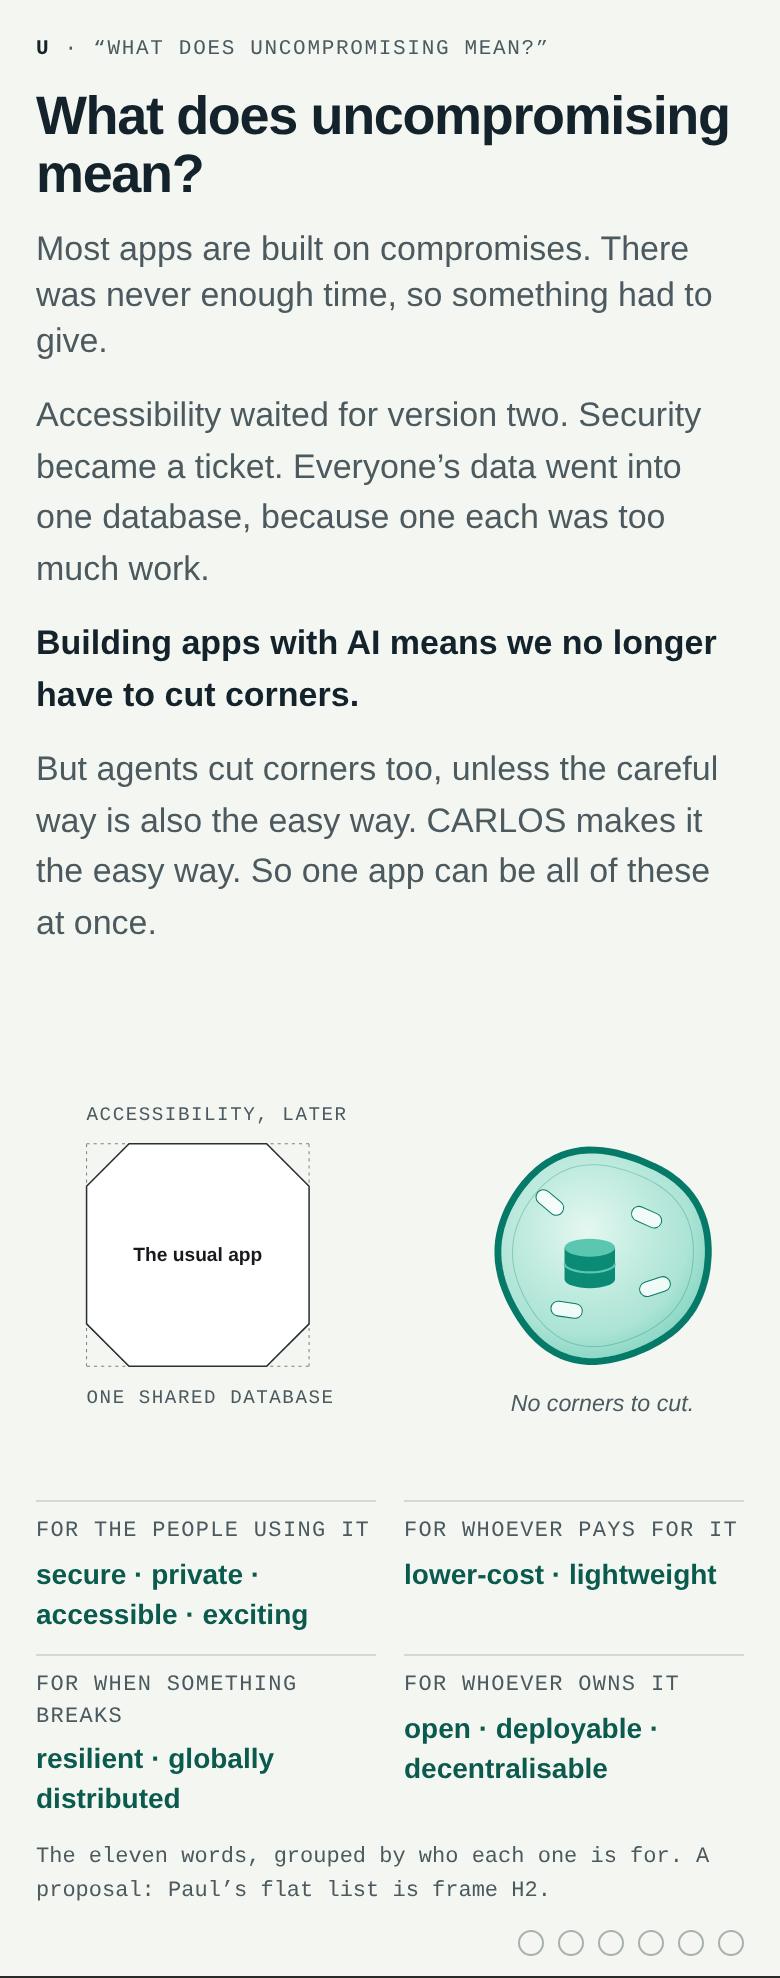 U · “WHAT DOES UNCOMPROMISING MEAN?”
What does uncompromising
mean?
Most apps are built on compromises. There
was never enough time, so something had to
give.
Accessibility waited for version two. Security
became a ticket. Everyone’s data went into
one database, because one each was too
much work.
Building apps with AI means we no longer
have to cut corners.
But agents cut corners too, unless the careful
way is also the easy way. CARLOS makes it
the easy way. So one app can be all of these
at once.
ACCESSIBILITY, LATER
The usual app
ONE SHARED DATABASE
No corners to cut.
FOR THE PEOPLE USING IT
secure · private ·
accessible · exciting
FOR WHOEVER PAYS FOR IT
lower-cost · lightweight
FOR WHEN SOMETHING
BREAKS
resilient · globally
distributed
FOR WHOEVER OWNS IT
open · deployable ·
decentralisable
The eleven words, grouped by who each one is for. A
proposal: Paul’s flat list is frame H2.